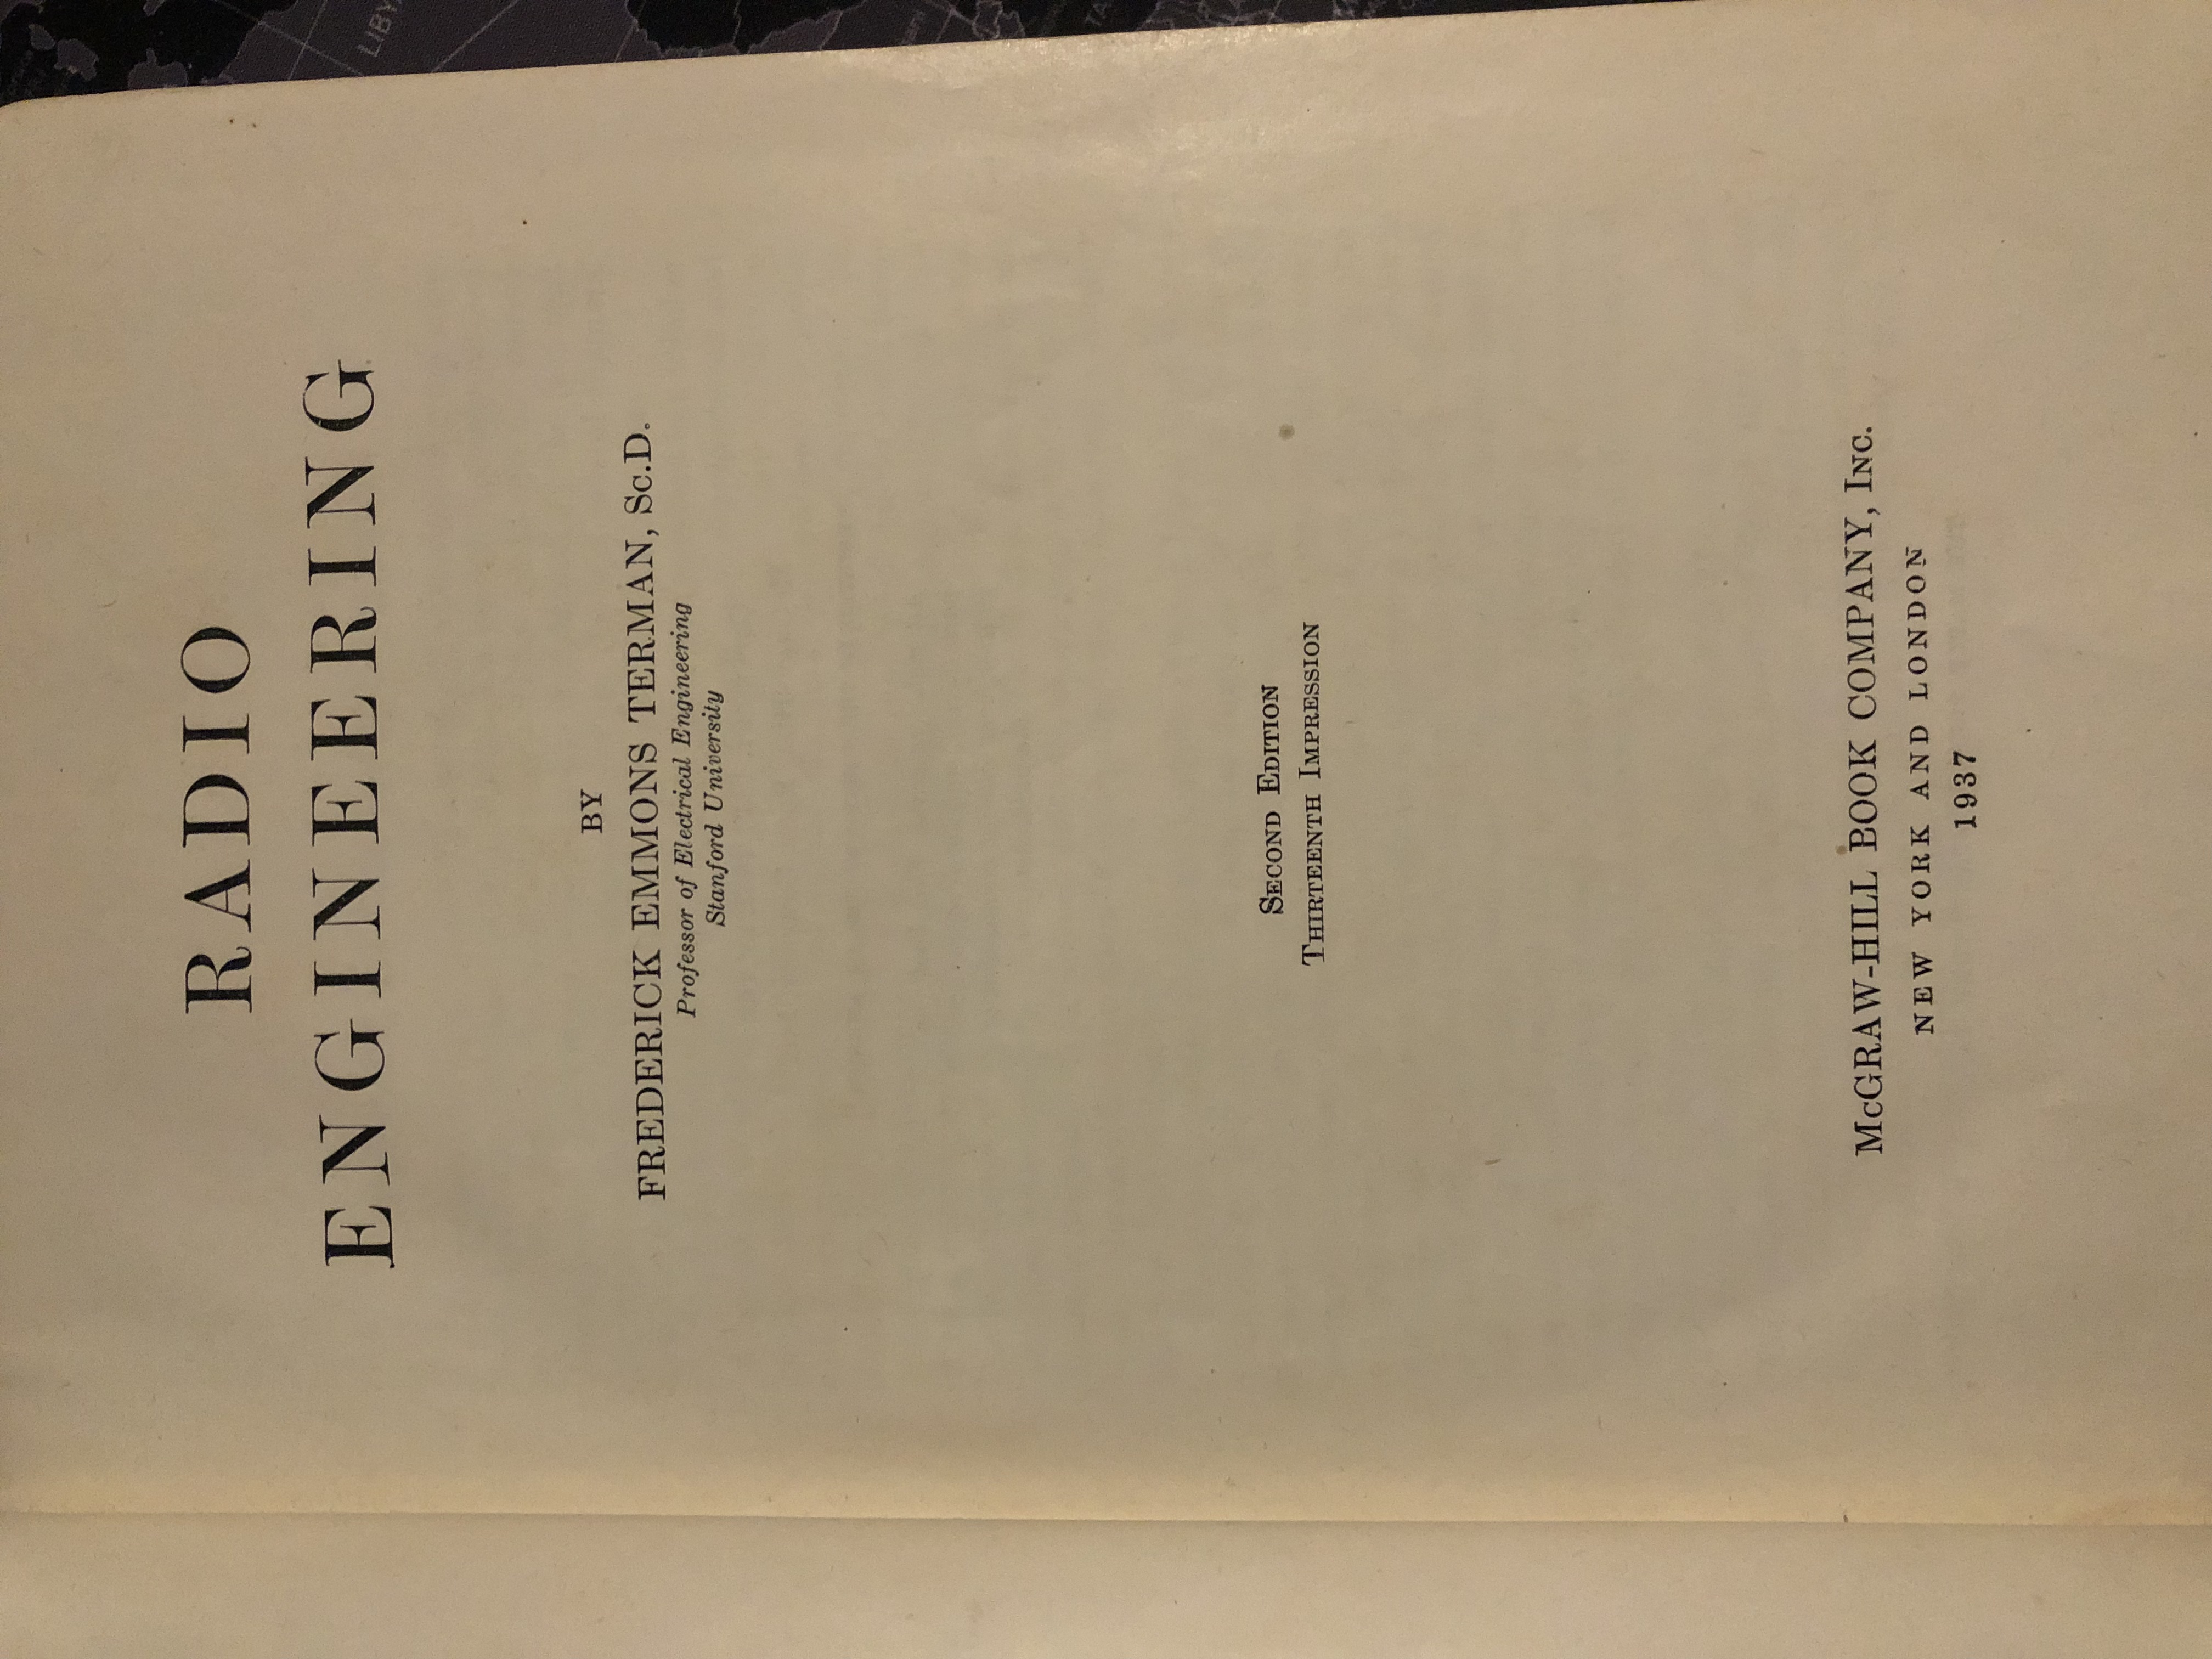 RADIO
ENGINEERING
BY
FREDERICK EMMONS TERMAN, Sc.D.
Professor of Electrical Engineering
Stanford University
SECOND EDITION
THIRTEENTH IMPRESSION
McGRAW-HILL BOOK COMPANY, INC.
NEW YORK AND LONDON
1937
LIBY